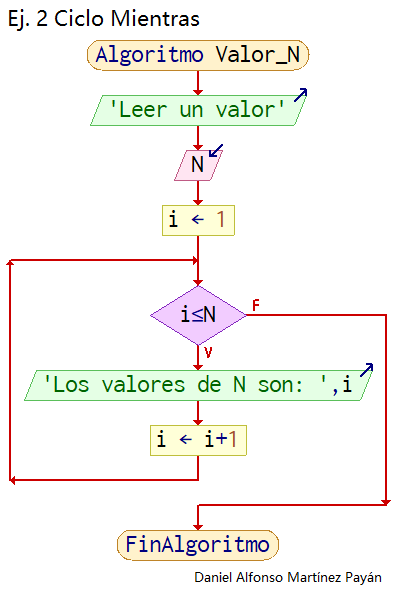 Ej. 2 Ciclo Mientras
Algoritmo Valor_N
'Leer un valor'
N
i ← 1
i≤N
F
V
'Los valores de N son: ',i
i ← i+1
FinAlgoritmo
Daniel Alfonso Martínez Payán